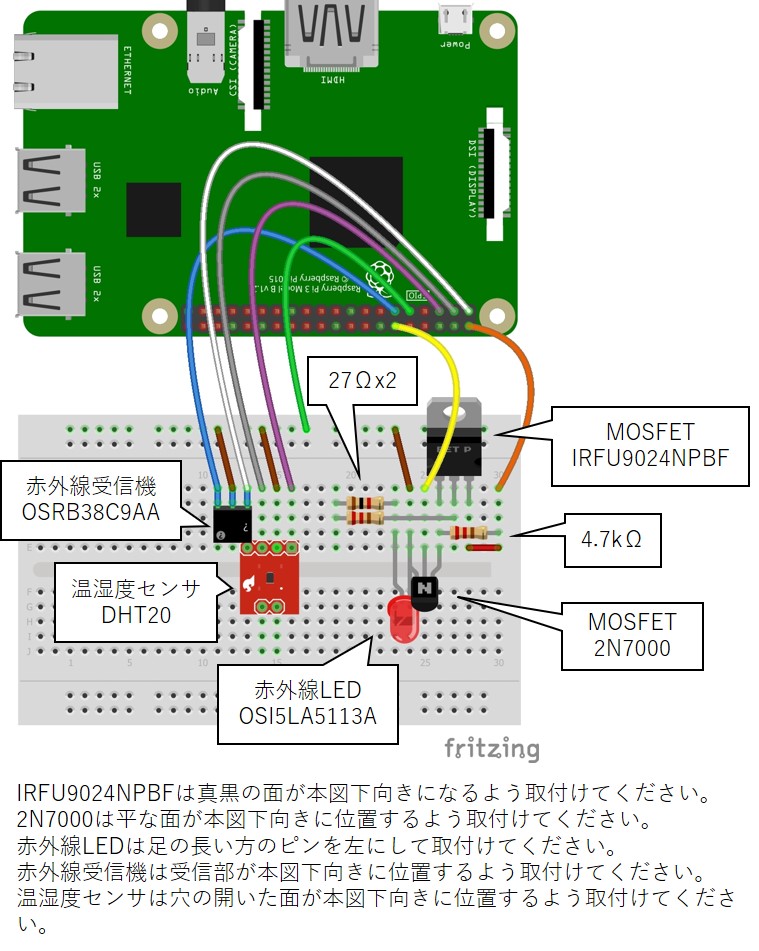 ETHERNET
Audio
CSI (CAMERA)
HDMI
Power
DSI (DISPLAY)
USB 2x
USB 2x
Raspberry Pi 3 Model B v1.2
© Raspberry Pi 2015
GPIO
27Ωx2
MOSFET
IRFU9024NPBF
FET P
赤外線受信機
OSRB38C9AA
4.7kΩ
温湿度センサ
DHT20
N
MOSFET
2N7000
赤外線LED
OSI5LA5113A
10
20
1
5
10
15
25
30
fritzing
IRFU9024NPBFは真黒の面が本図下向きになるよう取付けてください。
2N7000は平な面が本図下向きに位置するよう取付けてください。
赤外線LEDは足の長い方のピンを左にして取付けてください。
赤外線受信機は受信部が本図下向きに位置するよう取付けてください。
温湿度センサは穴の開いた面が本図下向きに位置するよう取付けてくださ
い。